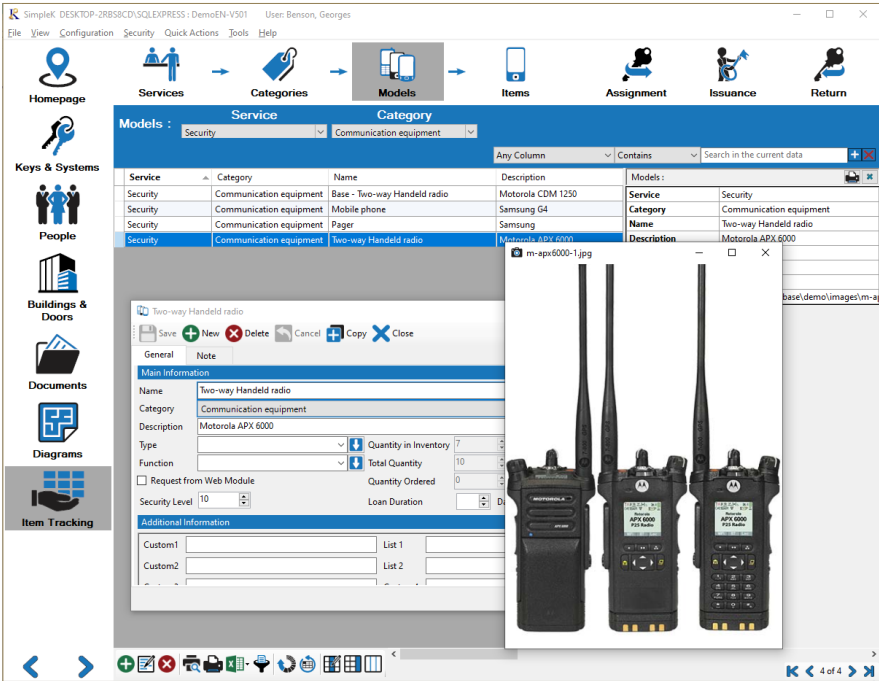 SimpleK DESKTOP-2RBS8CD\SQLEXPRESS : DemoEN-V501 User: Benson, Georges
File View Configuration Security Quick Actions Tools Help
Homepage
Services
Categories
Models
Items
Assignment
Issuance
Return
Keys & Systems
People
Buildings &
Doors
Documents
Diagrams
Item Tracking
Models :
Service
Category
Security
Communication equipment
Any Column
Contains
Search in the current data
Service Category Name Description
Security Communication equipment Base - Two-way Handeld radio Motorola CDM 1250
Security Communication equipment Mobile phone Samsung G4
Security Communication equipment Pager Samsung
Security Communication equipment Two-way Handeld radio Motorola APX 6000
Models :
Service Security
Category Communication equipment
Name Two-way Handeld radio
Description Motorola APX 6000
m-apx6000-1.jpg
Two-way Handeld radio
Save New Delete Cancel Copy Close
General Note
Main Information
Name Two-way Handeld radio
Category Communication equipment
Description Motorola APX 6000
Type
Quantity in Inventory 7
Function
Total Quantity 10
Request from Web Module
Quantity Ordered 0
Security Level 10
Loan Duration
Additional Information
Custom1 List 1
Custom2 List 2
MOTOROLA
APX 6000
P25 Radio
APX 6000
P25 Radio
4 of 4